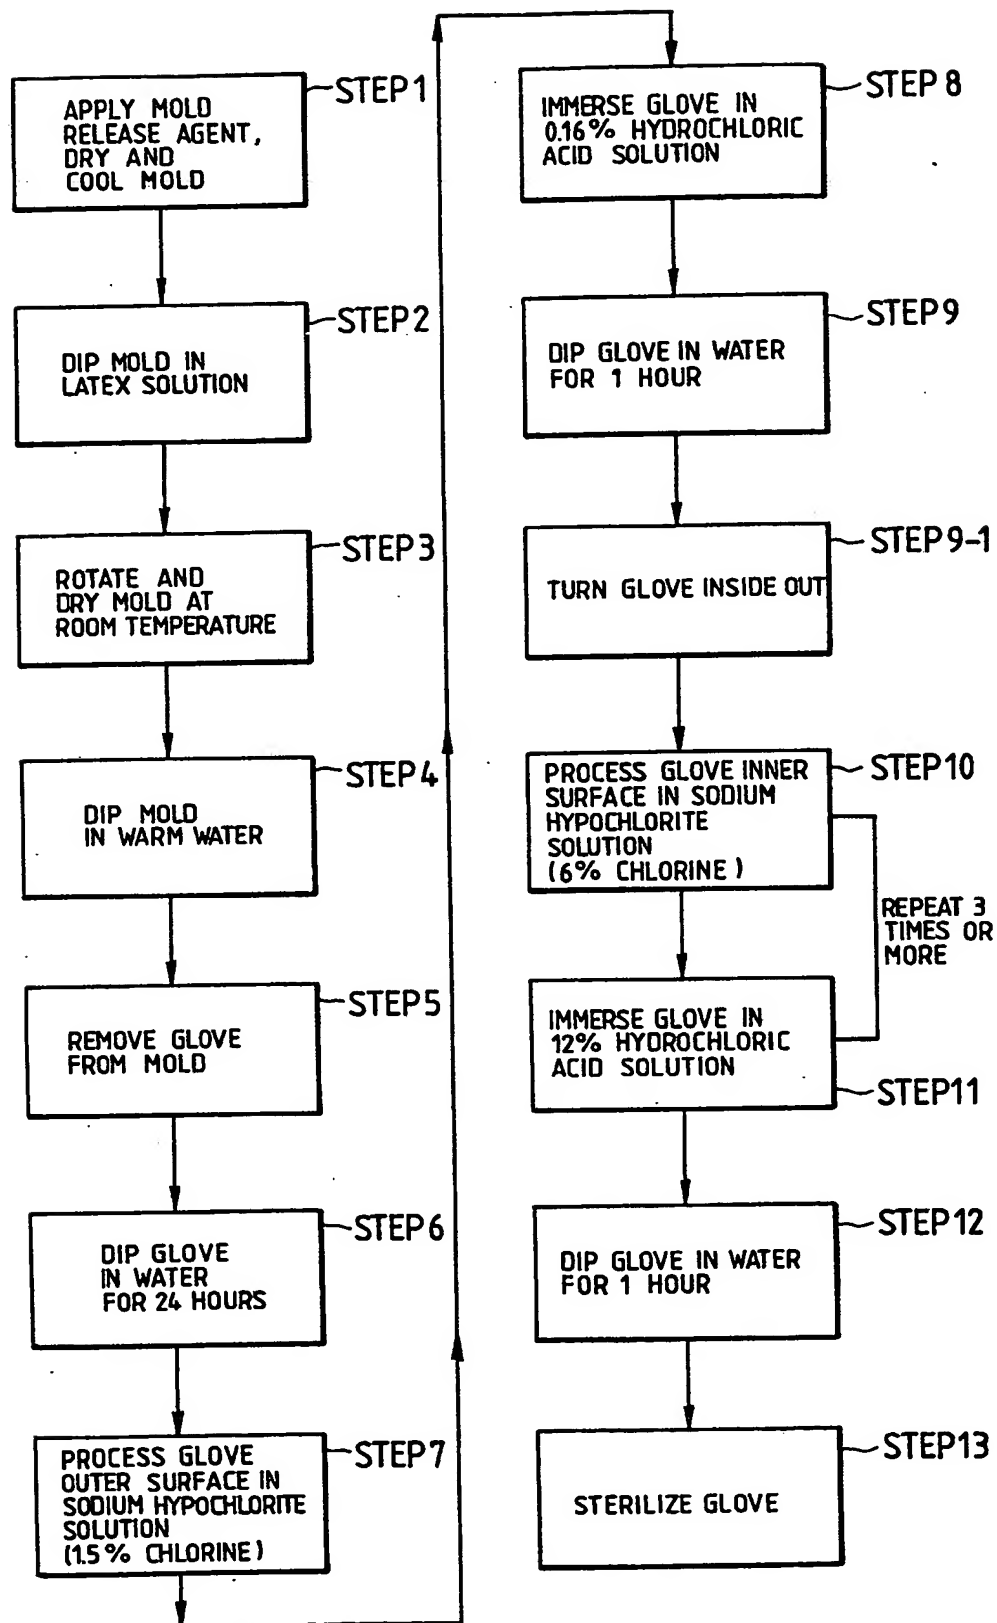 APPLY MOLD
RELEASE AGENT,
DRY AND
COOL MOLD
STEP 1
DIP MOLD IN
LATEX SOLUTION
STEP 2
ROTATE AND
DRY MOLD AT
ROOM TEMPERATURE
STEP 3
DIP MOLD
IN WARM WATER
STEP 4
REMOVE GLOVE
FROM MOLD
STEP 5
DIP GLOVE
IN WATER
FOR 24 HOURS
STEP 6
PROCESS GLOVE
OUTER SURFACE IN
SODIUM HYPOCHLORITE
SOLUTION
(1.5% CHLORINE)
STEP 7
IMMERSE GLOVE IN
0.16% HYDROCHLORIC
ACID SOLUTION
STEP 8
DIP GLOVE IN WATER
FOR 1 HOUR
STEP 9
TURN GLOVE INSIDE OUT
STEP 9-1
PROCESS GLOVE INNER
SURFACE IN SODIUM
HYPOCHLORITE
SOLUTION
(6% CHLORINE)
STEP 10
REPEAT 3
TIMES OR
MORE
IMMERSE GLOVE IN
12% HYDROCHLORIC
ACID SOLUTION
STEP 11
DIP GLOVE IN WATER
FOR 1 HOUR
STEP 12
STERILIZE GLOVE
STEP 13